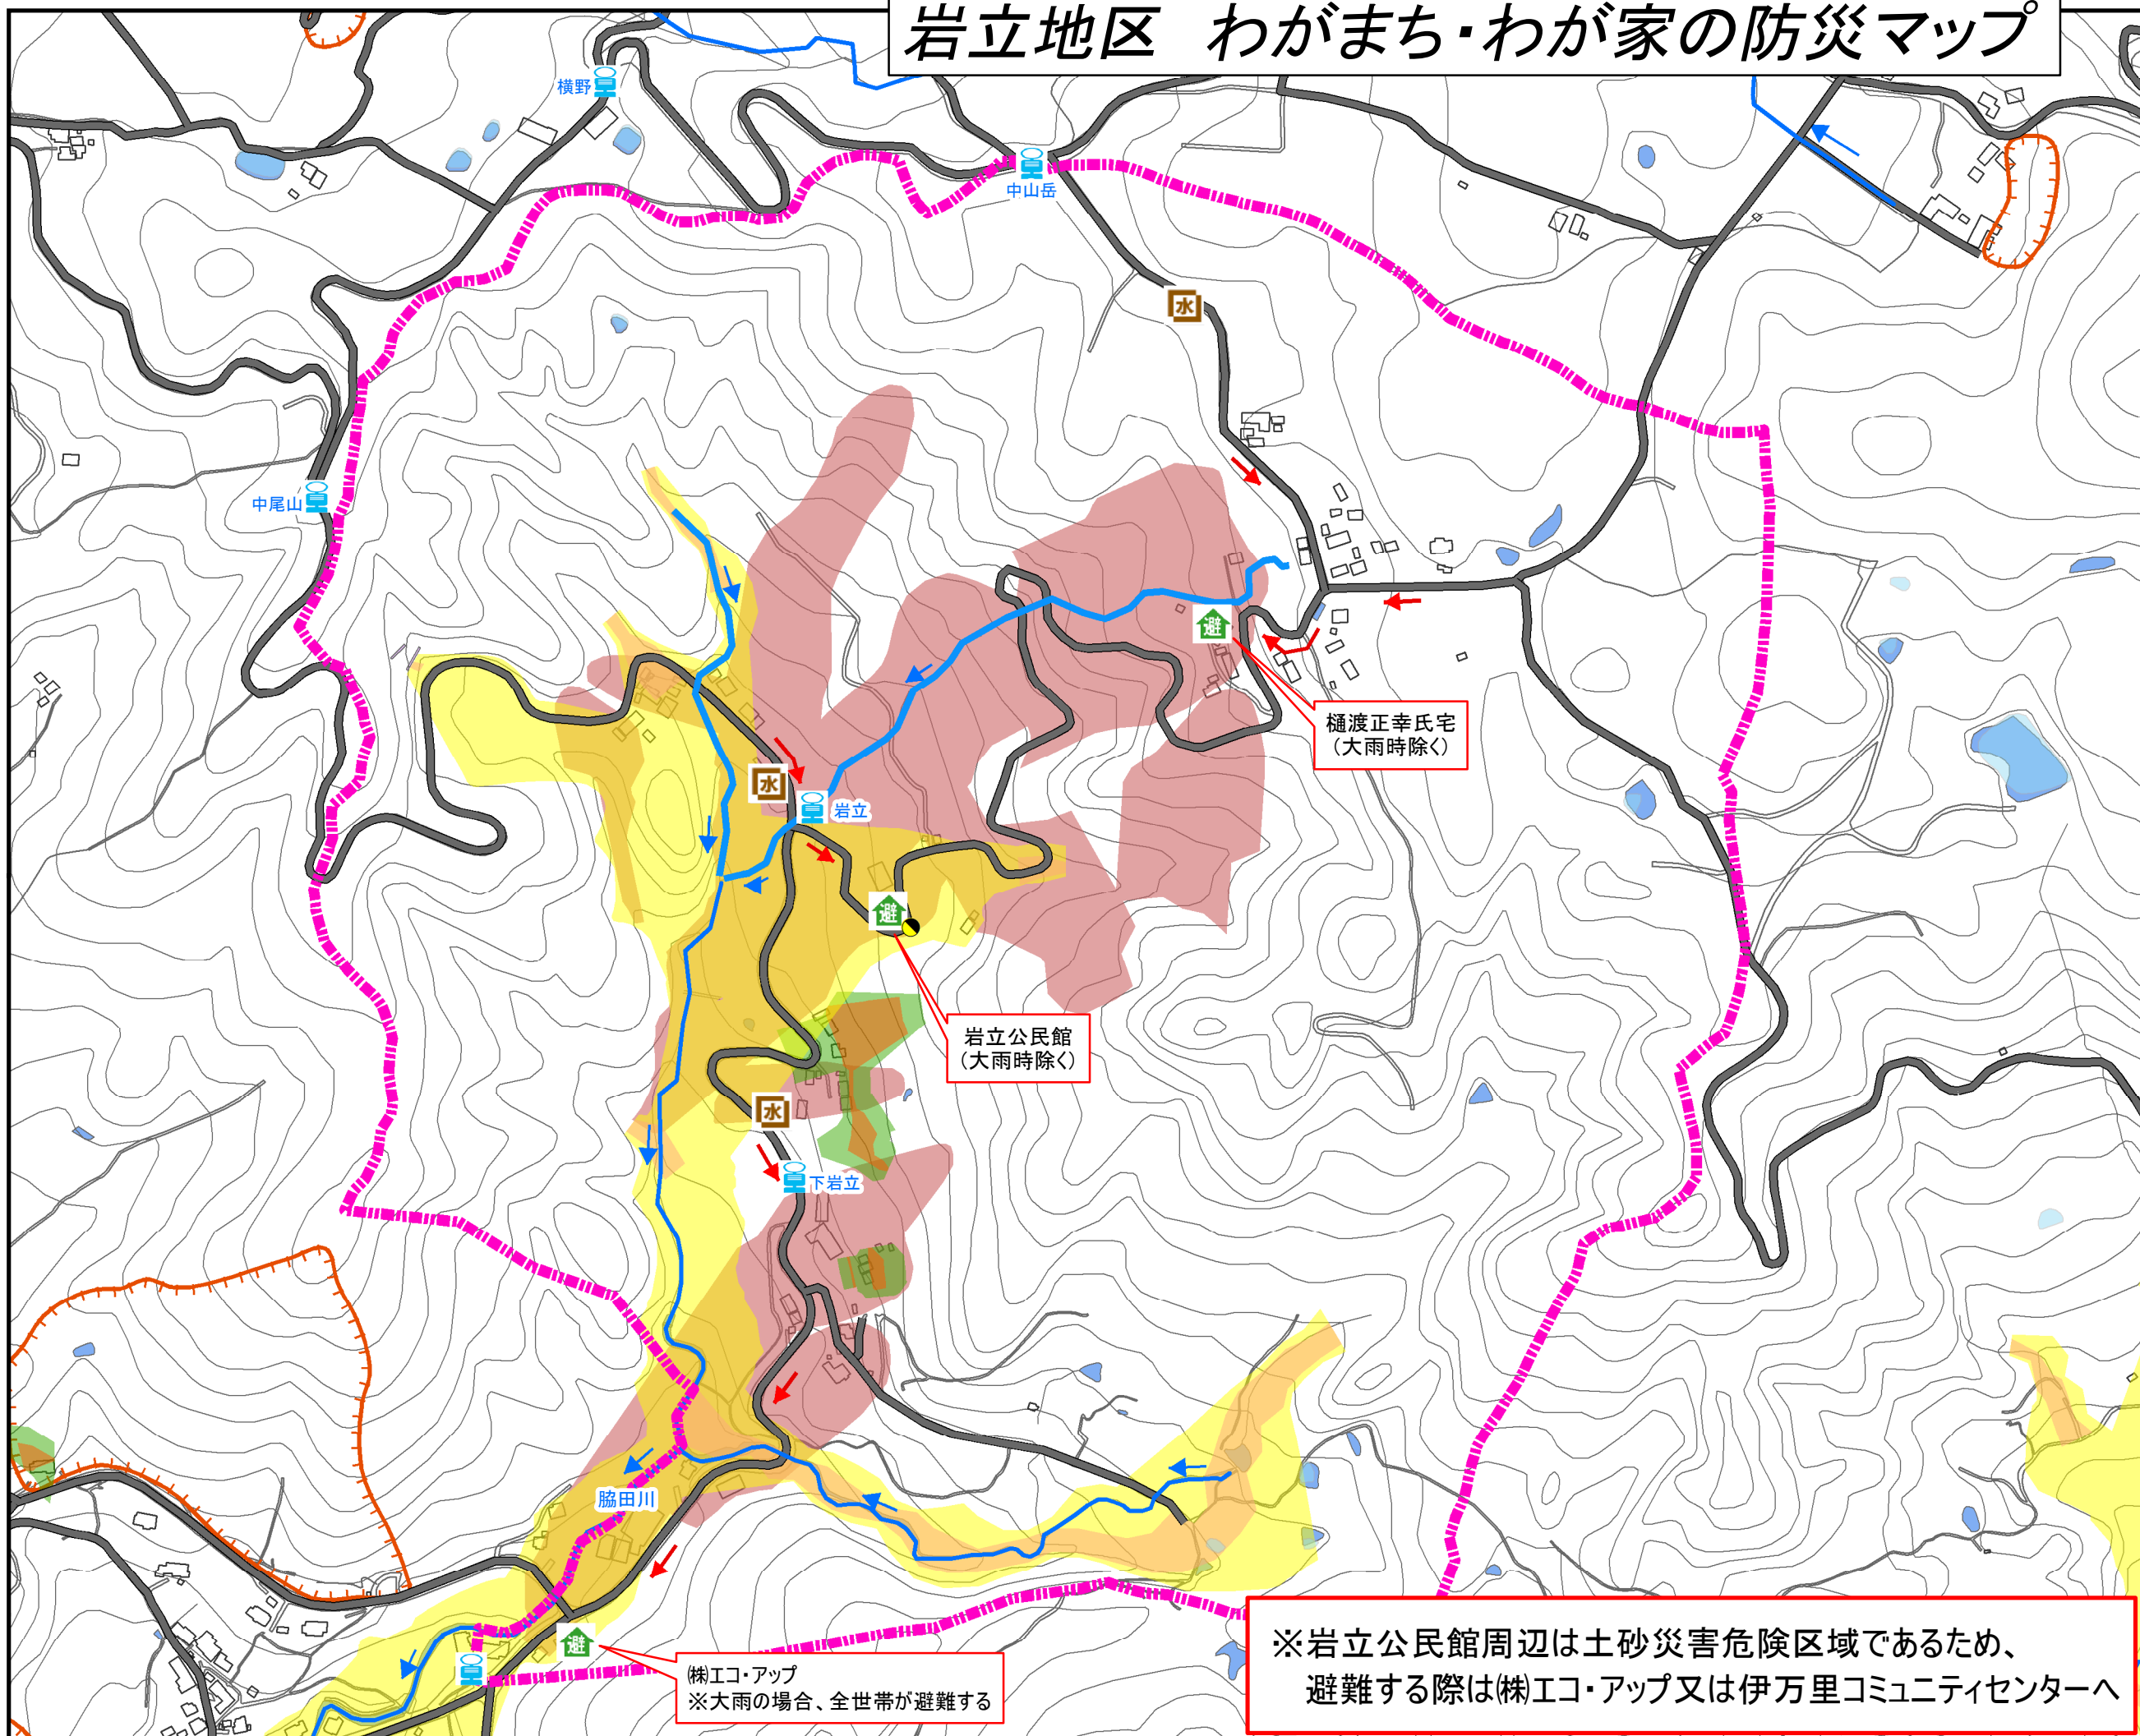 岩立地区　わがまち・わが家の防災マップ
横野
中山岳
水
中尾山
避
樋渡正幸氏宅
（大雨時除く）
水
岩立
避
岩立公民館
（大雨時除く）
水
下岩立
脇田川
避
㈱エコ・アップ
※大雨の場合、全世帯が避難する
※岩立公民館周辺は土砂災害危険区域であるため、
避難する際は㈱エコ・アップ又は伊万里コミュニティセンターへ